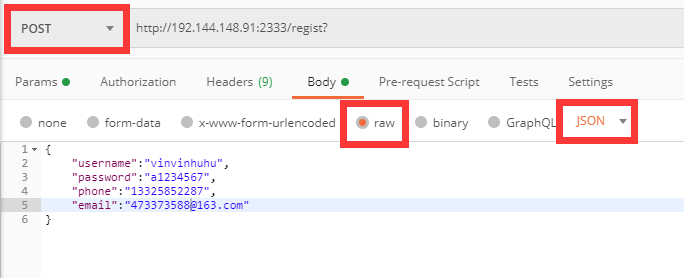 POST http://192.144.148.91:2333/regist?
Params Authorization Headers (9) Body Pre-request Script Tests Settings
none form-data x-www-form-urlencoded raw binary GraphQL JSON
1 {
2 "username":"vinvinhuhu",
3 "password":"a1234567",
4 "phone":"13325852287",
5 "email":"473373588@163.com"
6 }